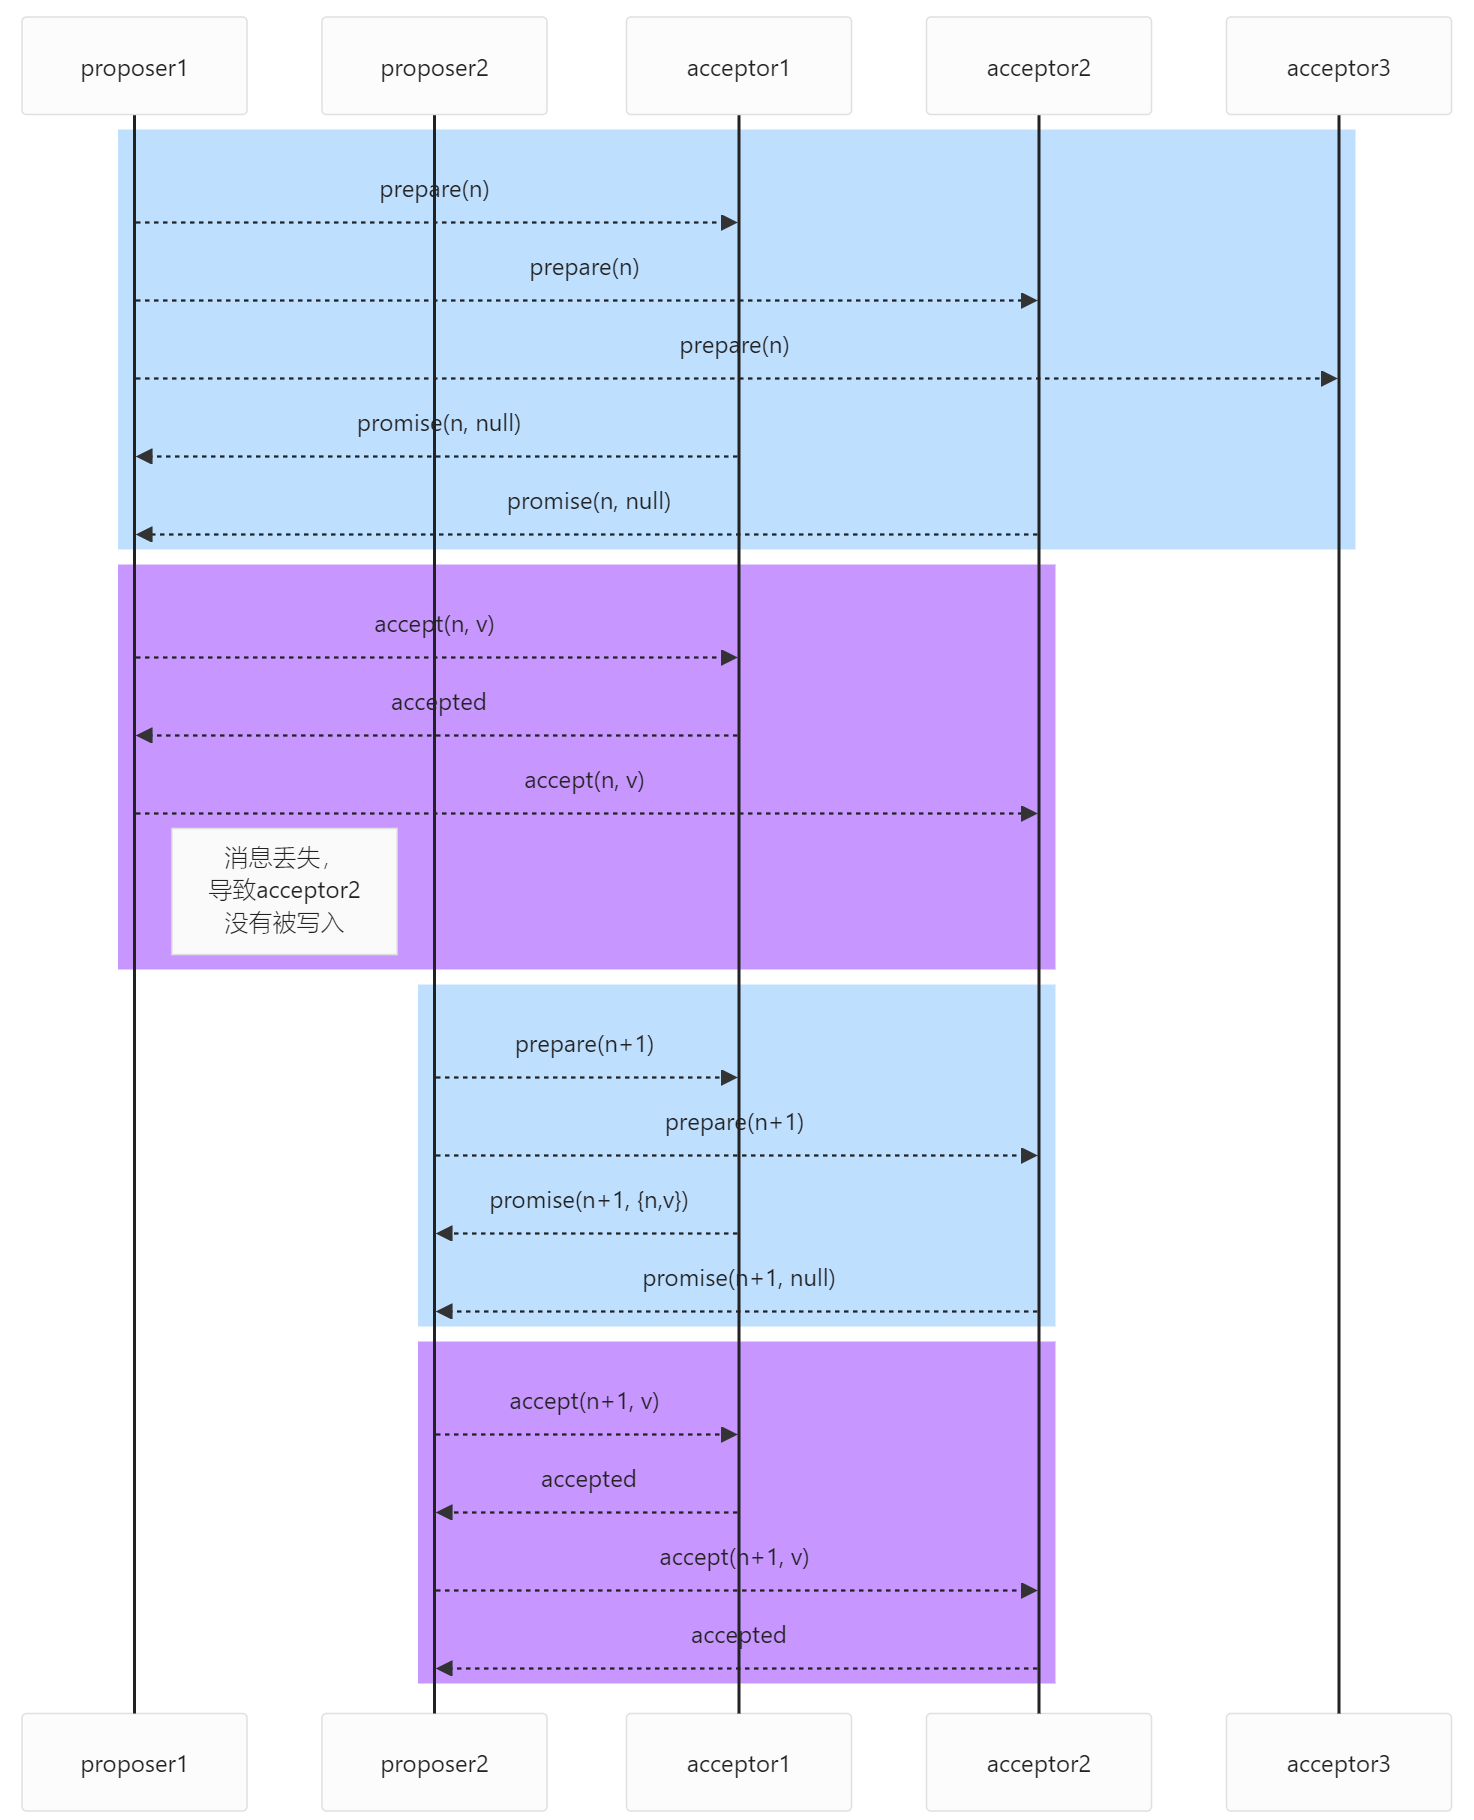 proposer1
proposer2
acceptor1
acceptor2
acceptor3
prepare(n)
prepare(n)
prepare(n)
promise(n, null)
promise(n, null)
accept(n, v)
accepted
accept(n, v)
消息丢失，
导致acceptor2
没有被写入
prepare(n+1)
prepare(n+1)
promise(n+1, {n,v})
promise(n+1, null)
accept(n+1, v)
accepted
accept(n+1, v)
accepted
proposer1
proposer2
acceptor1
acceptor2
acceptor3